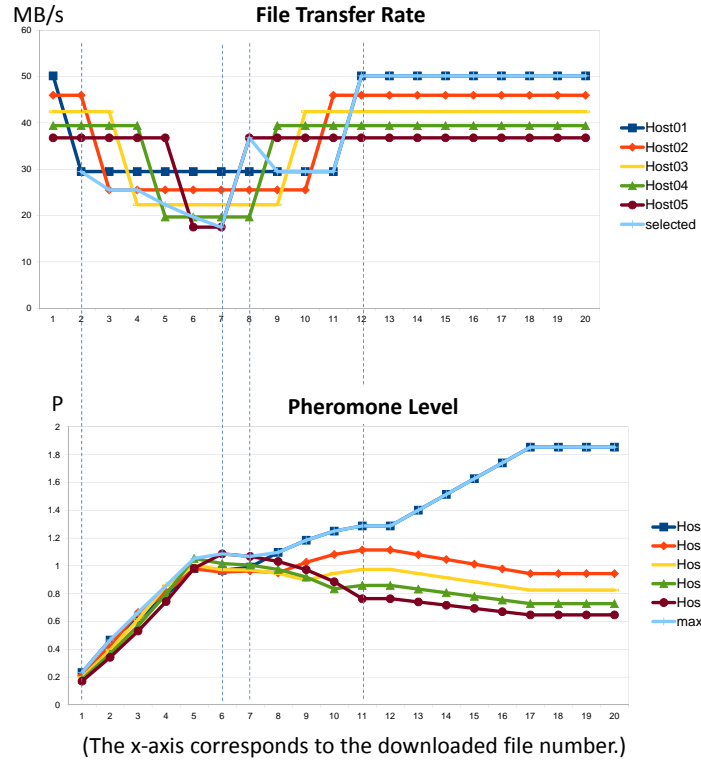 MB/s
File Transfer Rate
60
50
40
30
20
10
0
1 2 3 4 5 6 7 8 9 10 11 12 13 14 15 16 17 18 19 20
Host01
Host02
Host03
Host04
Host05
selected
P
Pheromone Level
2
1.8
1.6
1.4
1.2
1
0.8
0.6
0.4
0.2
0
1 2 3 4 5 6 7 8 9 10 11 12 13 14 15 16 17 18 19 20
Hos
Hos
Hos
Hos
Hos
max
(The x-axis corresponds to the downloaded file number.)